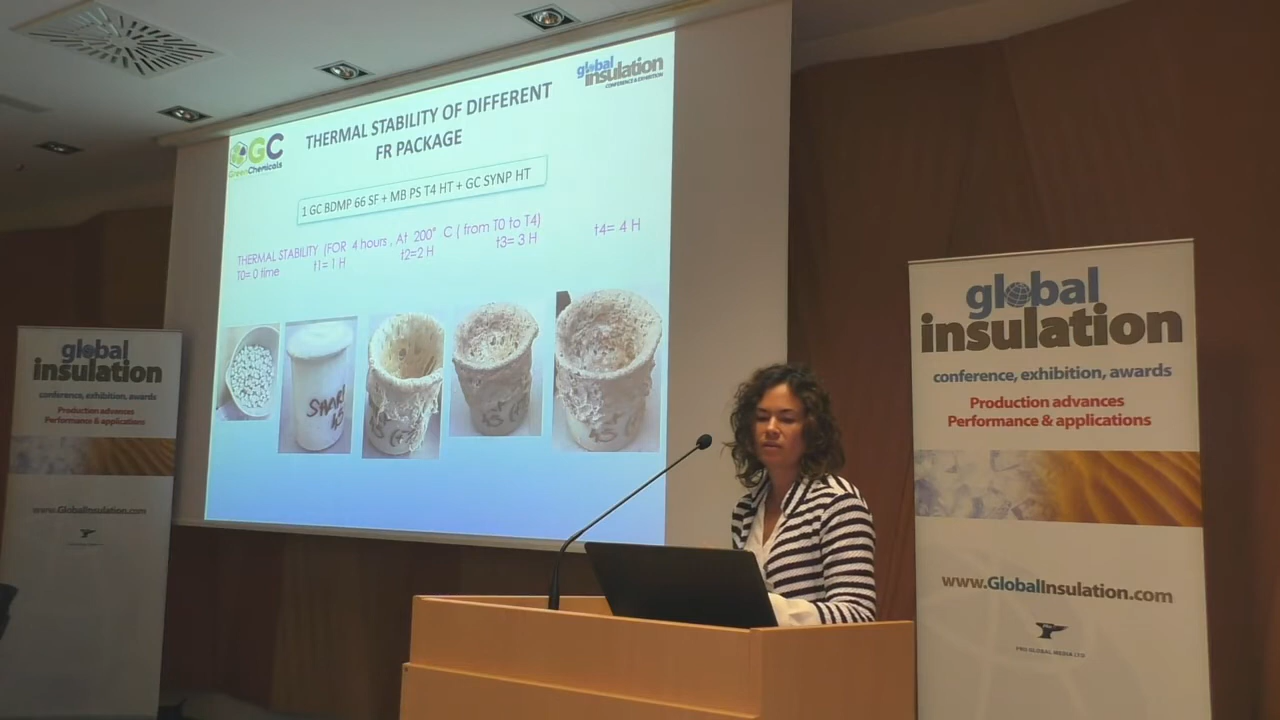 global
insulation
CONFERENCE & EXHIBITION
GC
GreenChemicals
THERMAL STABILITY OF DIFFERENT
FR PACKAGE
1 GC BDMP 66 SF + MB PS T4 HT + GC SYNP HT
THERMAL STABILITY (FOR 4 hours , At 200° C ( from T0 to T4)
T0= 0 time t1= 1 H t2=2 H t3= 3 H t4= 4 H
global
insulation
conference, exhibition, awards
Production advances
Performance & applications
www.GlobalInsulation.com
global
insulation
conference, exhibition, awards
Production advances
Performance & applications
www.GlobalInsulation.com
PRO GLOBAL MEDIA LTD